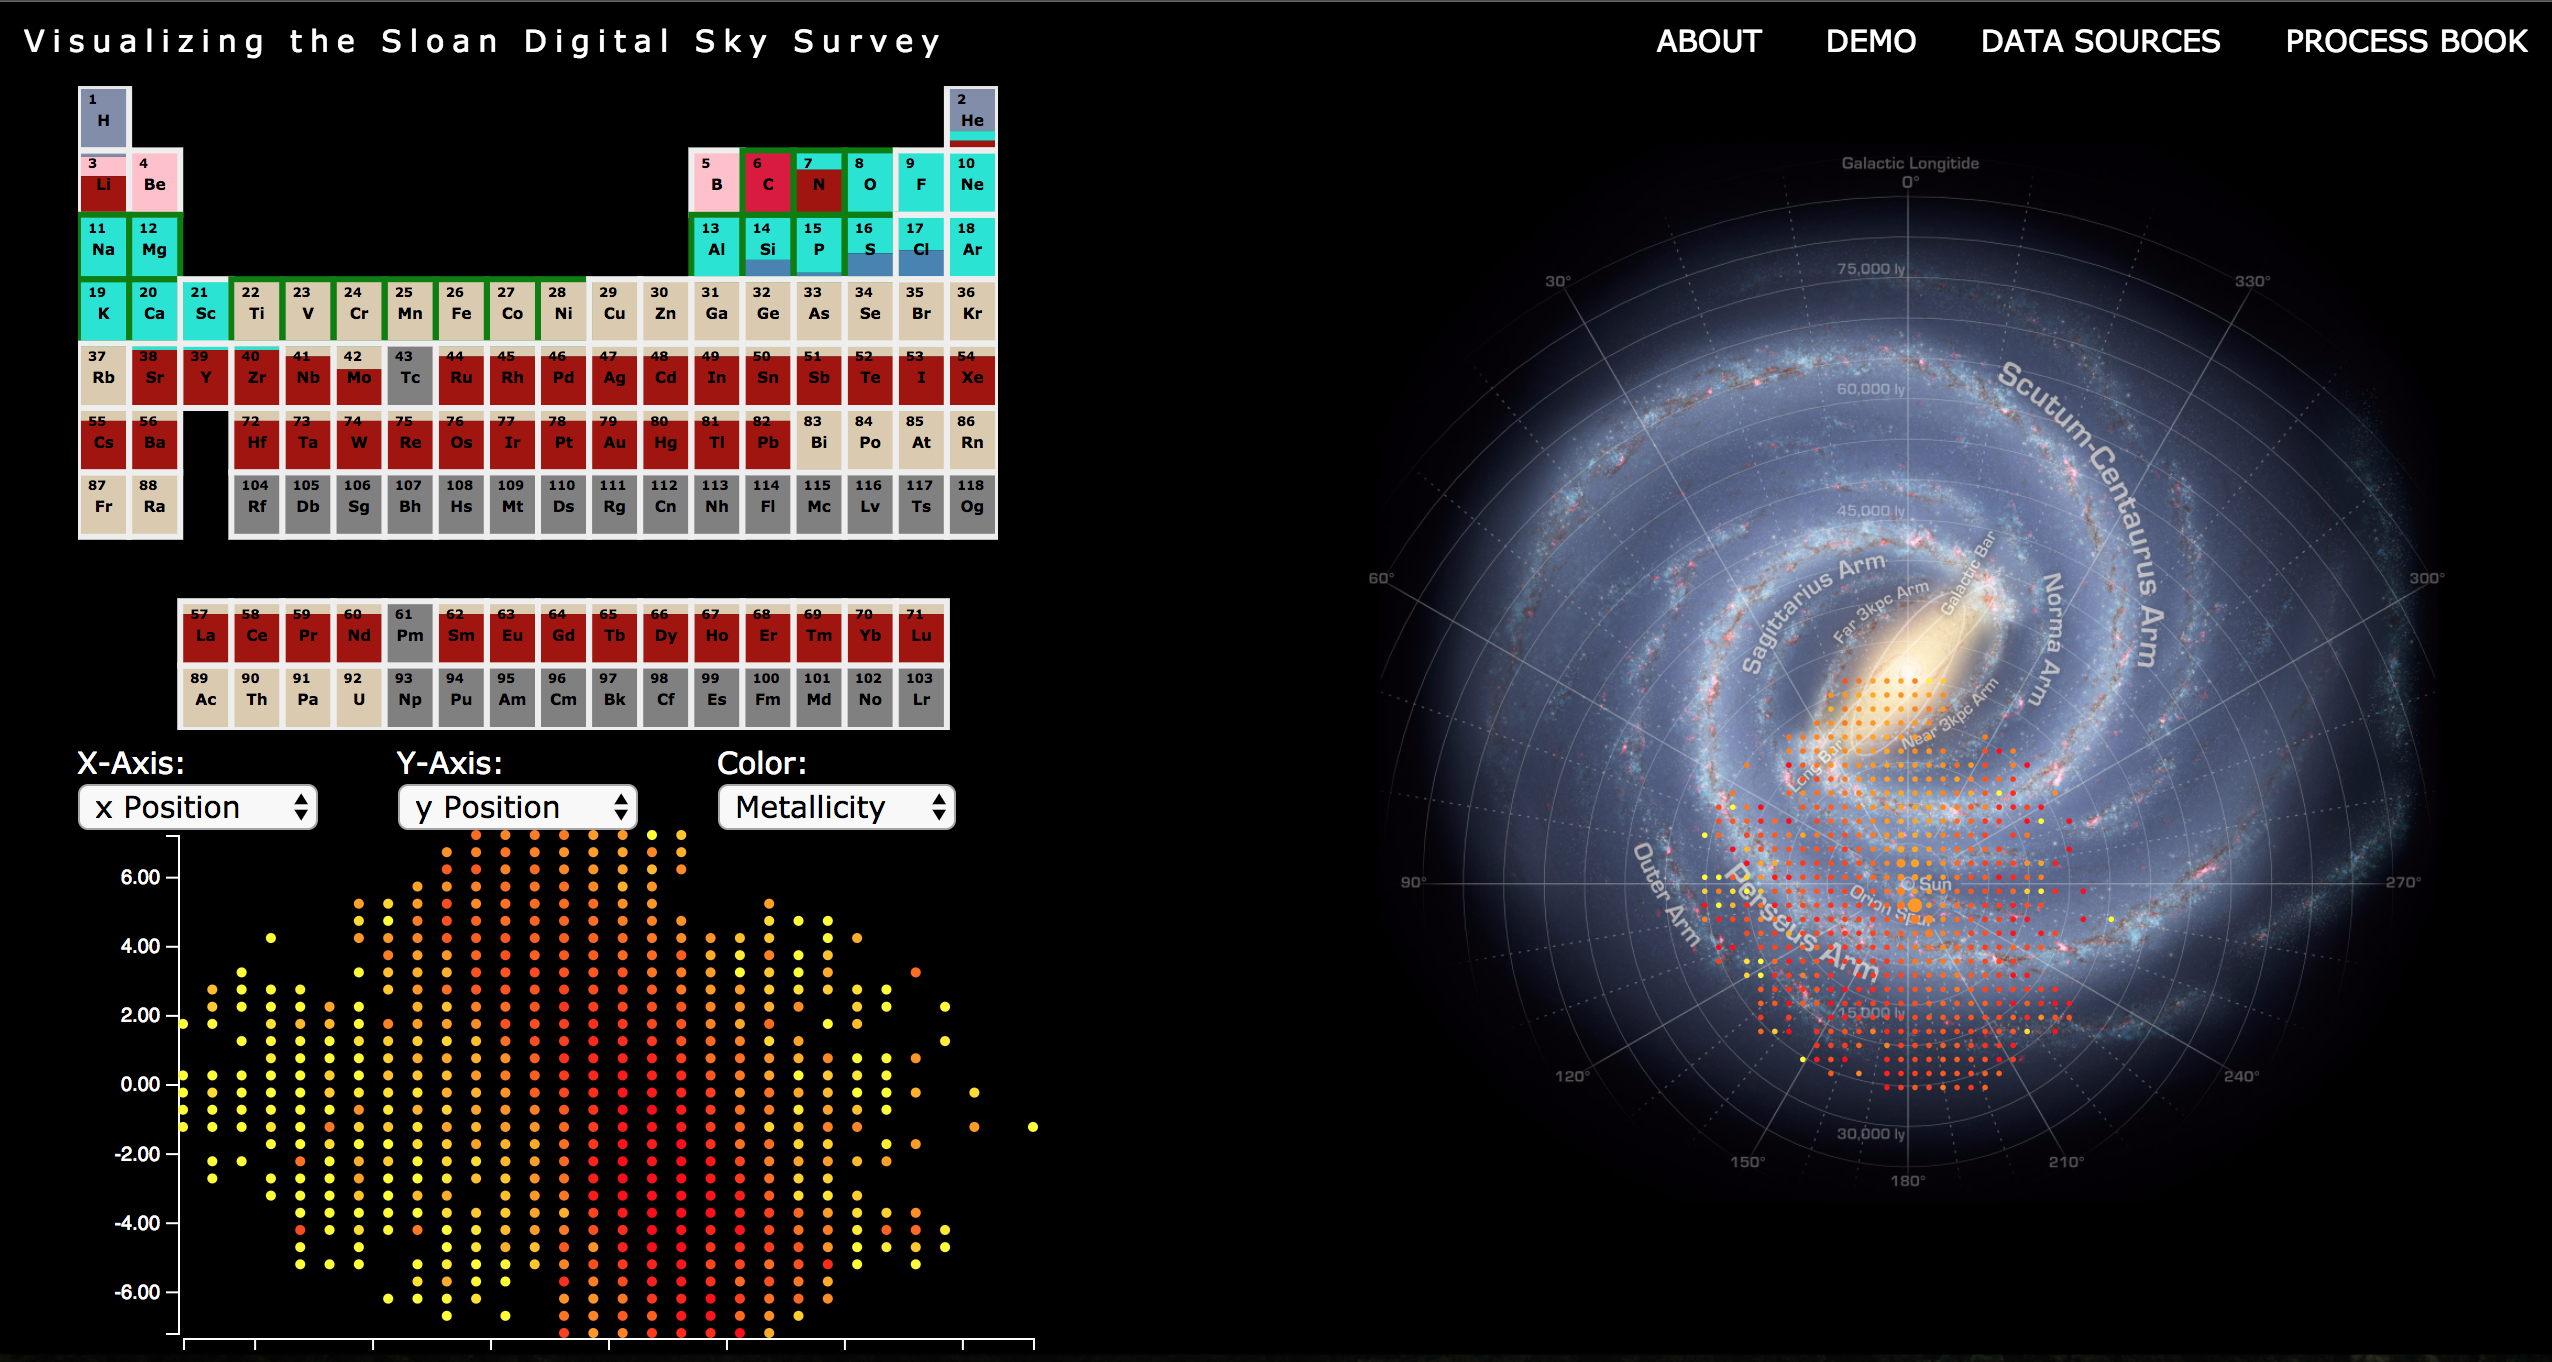 Visualizing the Sloan Digital Sky Survey
ABOUT DEMO DATA SOURCES PROCESS BOOK
1 2
H He
3 4 5 6 7 8 9 10
Li Be B C N O F Ne
11 12 13 14 15 16 17 18
Na Mg Al Si P S Cl Ar
19 20 21 22 23 24 25 26 27 28 29 30 31 32 33 34 35 36
K Ca Sc Ti V Cr Mn Fe Co Ni Cu Zn Ga Ge As Se Br Kr
37 38 39 40 41 42 43 44 45 46 47 48 49 50 51 52 53 54
Rb Sr Y Zr Nb Mo Tc Ru Rh Pd Ag Cd In Sn Sb Te I Xe
55 56 72 73 74 75 76 77 78 79 80 81 82 83 84 85 86
Cs Ba Hf Ta W Re Os Ir Pt Au Hg Tl Pb Bi Po At Rn
87 88 104 105 106 107 108 109 110 111 112 113 114 115 116 117 118
Fr Ra Rf Db Sg Bh Hs Mt Ds Rg Cn Nh Fl Mc Lv Ts Og
57 58 59 60 61 62 63 64 65 66 67 68 69 70 71
La Ce Pr Nd Pm Sm Eu Gd Tb Dy Ho Er Tm Yb Lu
89 90 91 92 93 94 95 96 97 98 99 100 101 102 103
Ac Th Pa U Np Pu Am Cm Bk Cf Es Fm Md No Lr
X-Axis: Y-Axis: Color:
x Position y Position Metallicity
6.00
4.00
2.00
0.00
-2.00
-4.00
-6.00
Galactic Longitide
0°
30° 330°
75,000 ly
60,000 ly
Scutum-Centaurus Arm
45,000 ly
60° 300°
Sagittarius Arm
Far 3kpc Arm
Galactic Bar
Norma Arm
Near 3kpc Arm
Long Bar
Outer Arm
Perseus Arm
90° Sun 270°
Orion Spur
15,000 ly
120° 240°
30,000 ly
150° 210°
180°